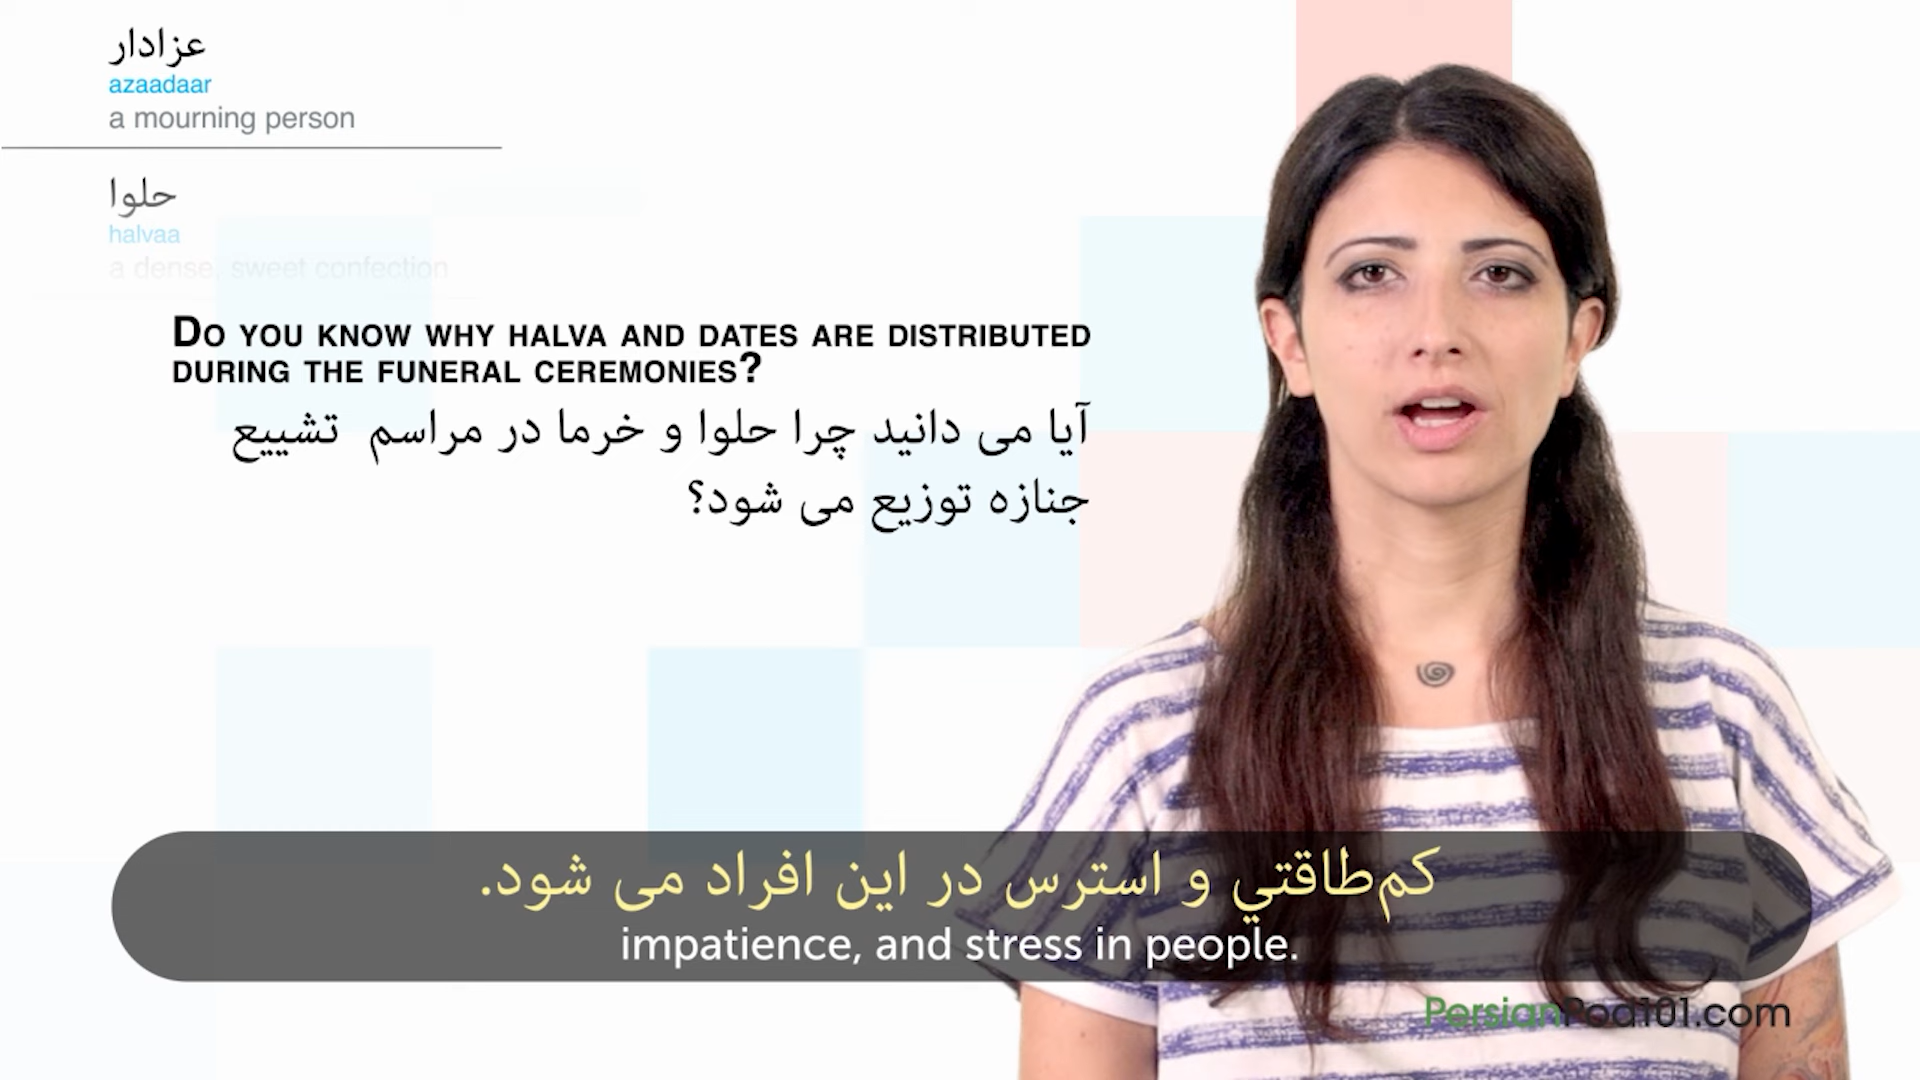 عزادار
azaadaar
a mourning person
حلوا
halvaa
a dense, sweet confection
DO YOU KNOW WHY HALVA AND DATES ARE DISTRIBUTED
DURING THE FUNERAL CEREMONIES?
آیا می دانید چرا حلوا و خرما در مراسم تشییع
جنازه توزیع می شود؟
کم‌طاقتي و استرس در این افراد می شود.
impatience, and stress in people.
PersianPod101.com